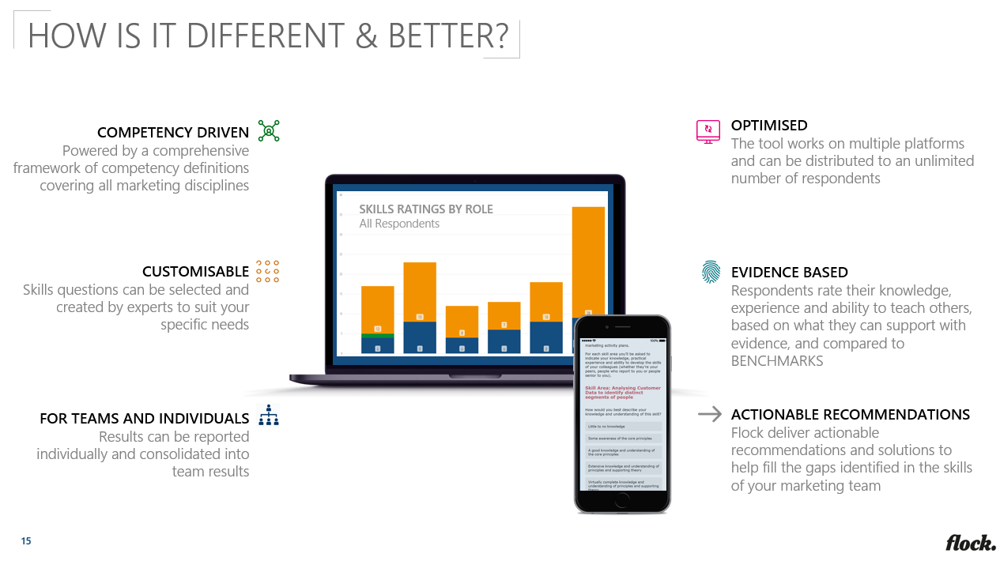 HOW IS IT DIFFERENT & BETTER?
COMPETENCY DRIVEN
Powered by a comprehensive
framework of competency definitions
covering all marketing disciplines
CUSTOMISABLE
Skills questions can be selected and
created by experts to suit your
specific needs
FOR TEAMS AND INDIVIDUALS
Results can be reported
individually and consolidated into
team results
SKILLS RATINGS BY ROLE
All Respondents
100%
marketing activity plans.
For each skill area you'll be asked to
indicate your knowledge, practical
experience and ability to develop the skills
of your colleagues (whether they're your
peers, people who report to you or people
senior to you).
Skill Area: Analysing Customer
Data to identify distinct
segments of people
How would you best describe your
knowledge and understanding of this skill?
Little to no knowledge
Some awareness of the core principles
A good knowledge and understanding of
the core principles
Extensive knowledge and understanding of
principles and supporting theory
Virtually complete knowledge and
understanding of principles and supporting
theory
OPTIMISED
The tool works on multiple platforms
and can be distributed to an unlimited
number of respondents
EVIDENCE BASED
Respondents rate their knowledge,
experience and ability to teach others,
based on what they can support with
evidence, and compared to
BENCHMARKS
ACTIONABLE RECOMMENDATIONS
Flock deliver actionable
recommendations and solutions to
help fill the gaps identified in the skills
of your marketing team
15
flock.